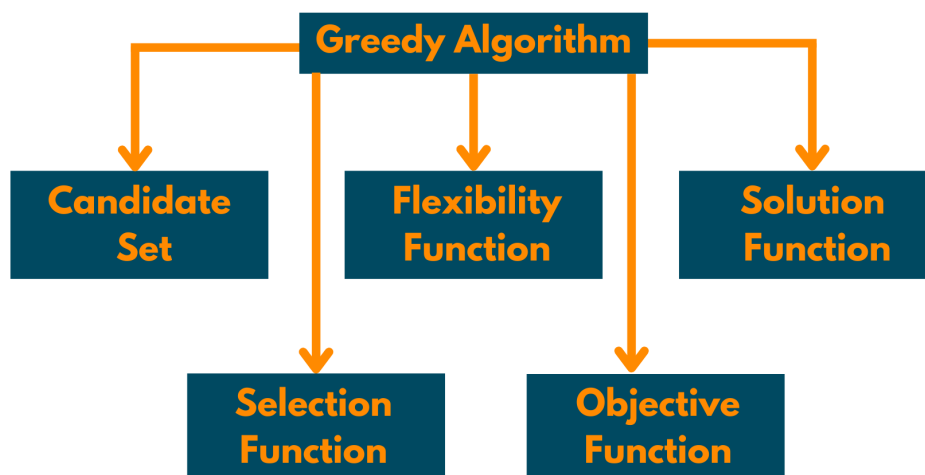 Greedy Algorithm
Candidate
Set
Flexibility
Function
Solution
Function
Selection
Function
Objective
Function